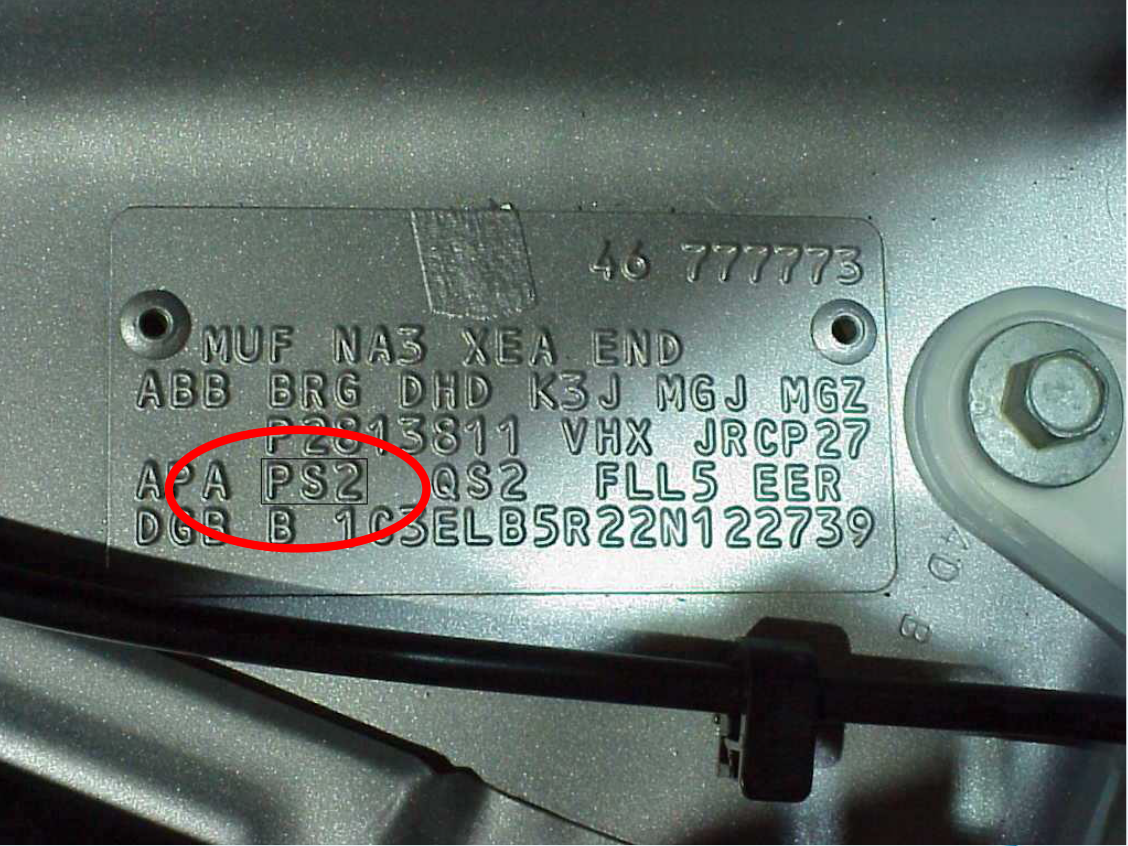 46 777773
MUF NA3 XEA END
ABB BRG DHD K3J MGJ MGZ
P2813811 VHX JRCP27
APA PS2 QS2 FLL5 EER
DGB B 1C3ELB5R22N122739
4D B